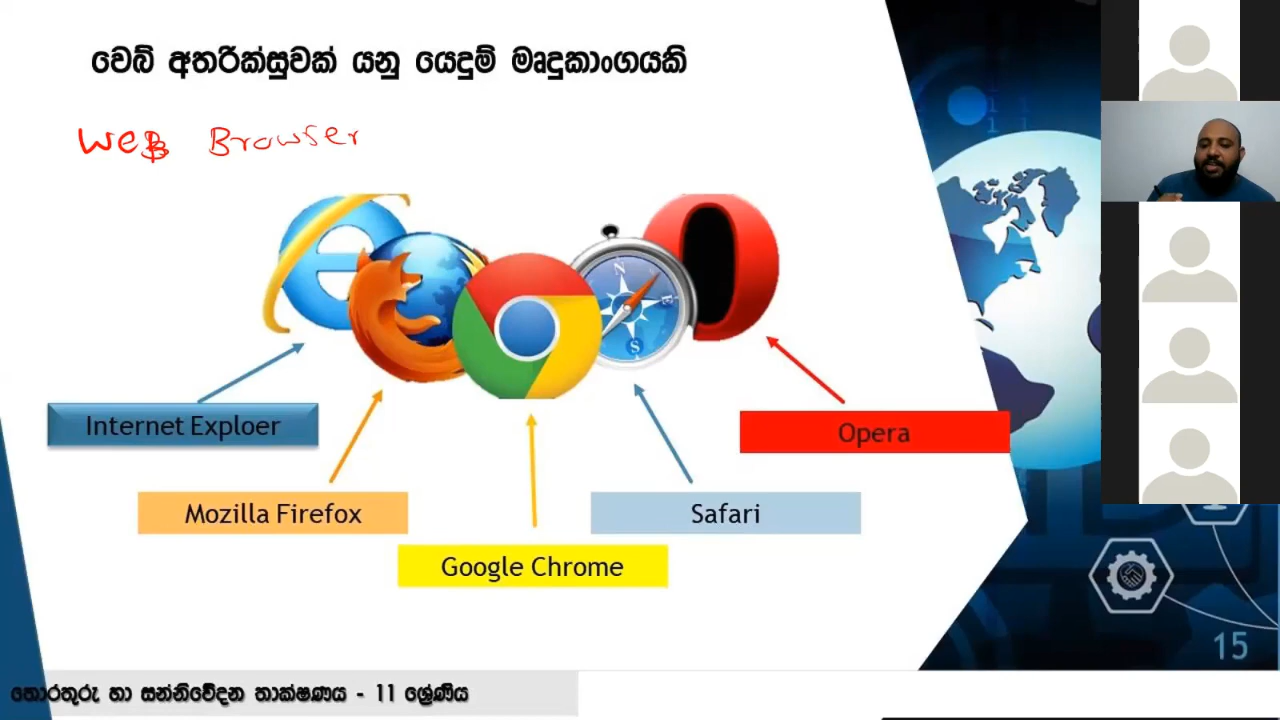 වෙබ් අතරික්සුවක් යනු යෙදුම් මෘදුකාංගයකි
Web Browser
Internet Exploer
Opera
Mozilla Firefox
Safari
Google Chrome
15
තොරතුරු හා සන්නිවේදන තාක්ෂණය - 11 ශ්‍රේණිය